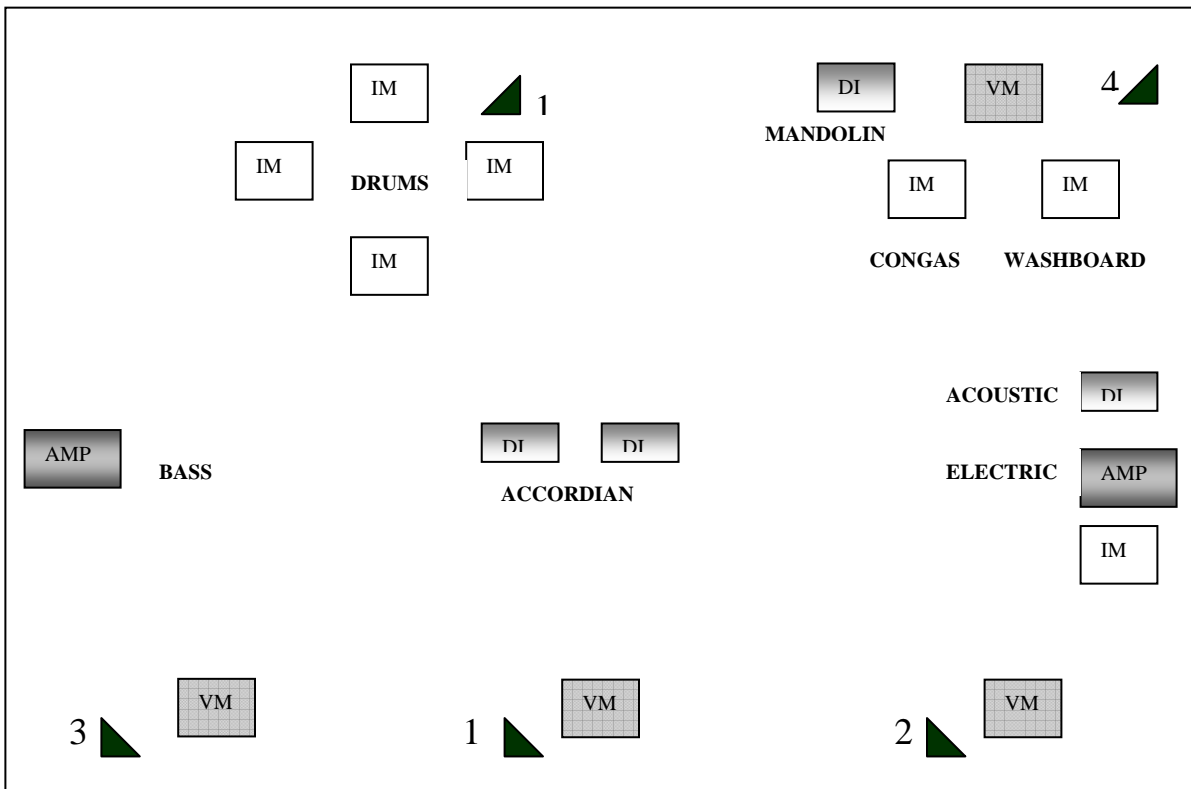 IM
1
DI
VM
4
MANDOLIN
IM
DRUMS
IM
IM
IM
IM
CONGAS
WASHBOARD
ACOUSTIC
DI
AMP
BASS
DI
DI
ACCORDIAN
ELECTRIC
AMP
IM
3
VM
1
VM
2
VM